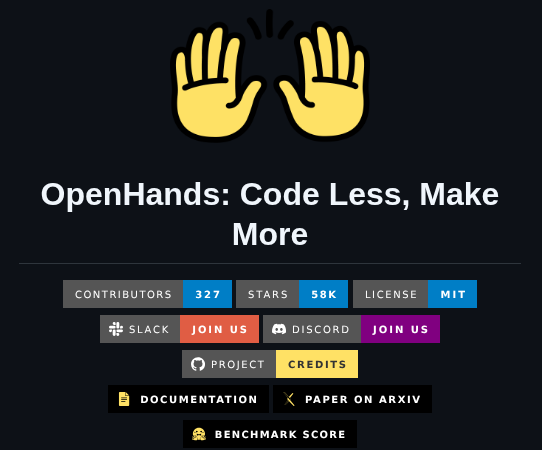 OpenHands: Code Less, Make
More
CONTRIBUTORS 327 STARS 58K LICENSE MIT
SLACK JOIN US DISCORD JOIN US
PROJECT CREDITS
DOCUMENTATION PAPER ON ARXIV
BENCHMARK SCORE